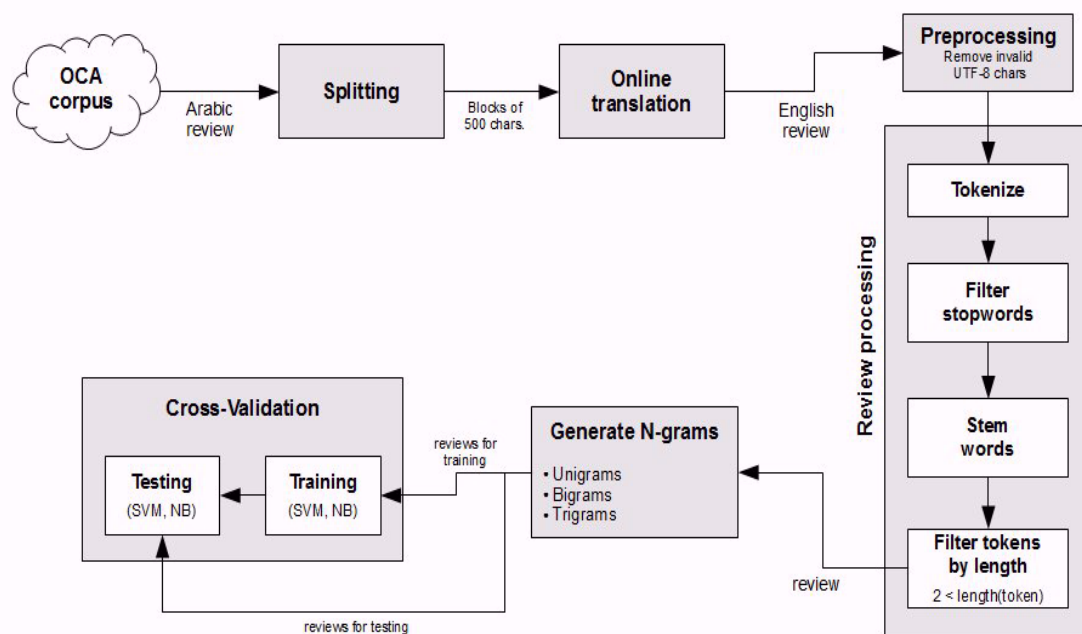 OCA
corpus
Arabic
review
Splitting
Blocks of
500 chars.
Online
translation
English
review
Preprocessing
Remove invalid
UTF-8 chars
Review processing
Tokenize
Filter
stopwords
Stem
words
Filter tokens
by length
2 < length(token)
review
Generate N-grams
• Unigrams
• Bigrams
• Trigrams
reviews for
training
Cross-Validation
Training
(SVM, NB)
Testing
(SVM, NB)
reviews for testing